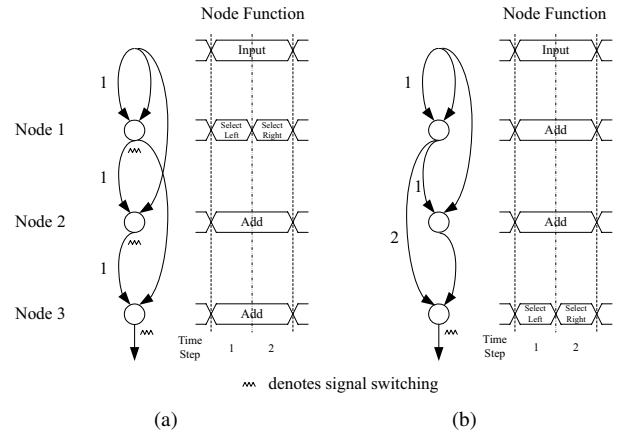 Node Function
Node Function
Input
Input
1
1
Node 1
Select Left
Select Right
Add
1
1
Node 2
Add
Add
1
2
Node 3
Add
Select Left
Select Right
Time Step
1
2
Time Step
1
2
denotes signal switching
(a)
(b)